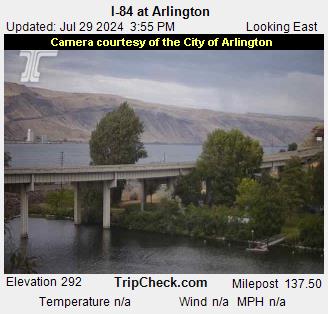 I-84 at Arlington
Updated: Jul 29 2024 3:55 PM Looking East
Camera courtesy of the City of Arlington
Elevation 292 TripCheck.com Milepost 137.50
Temperature n/a Wind n/a MPH n/a